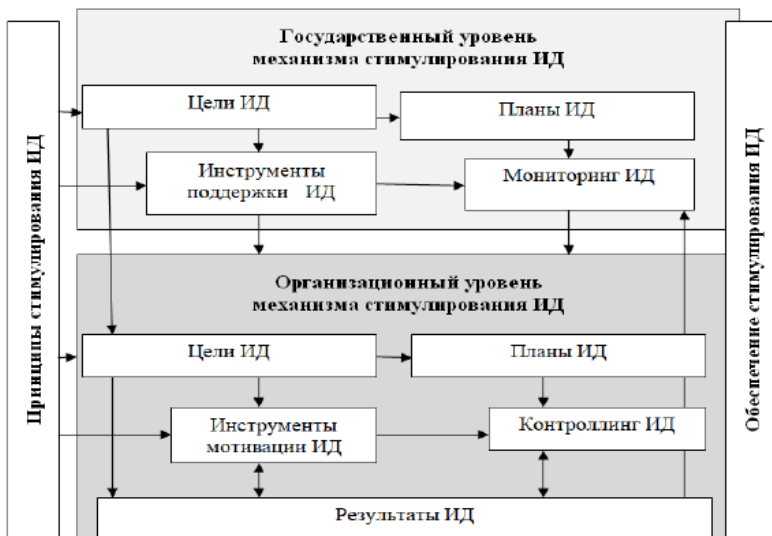 Принципы стимулирования ИД
Государственный уровень
механизма стимулирования ИД
Цели ИД
Планы ИД
Инструменты
поддержки ИД
Мониторинг ИД
Организационный уровень
механизма стимулирования ИД
Цели ИД
Планы ИД
Инструменты
мотивации ИД
Контроллинг ИД
Результаты ИД
Обеспечение стимулирования ИД